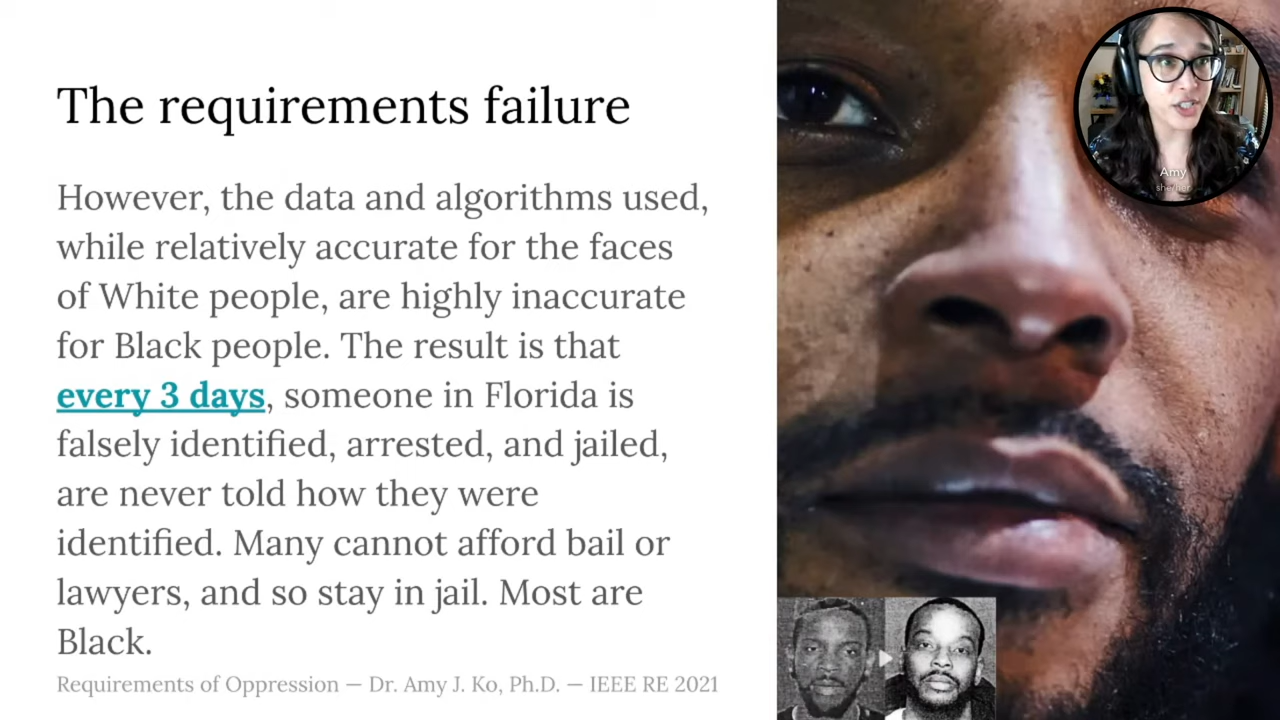 The requirements failure
However, the data and algorithms used,
while relatively accurate for the faces
of White people, are highly inaccurate
for Black people. The result is that
every 3 days, someone in Florida is
falsely identified, arrested, and jailed,
are never told how they were
identified. Many cannot afford bail or
lawyers, and so stay in jail. Most are
Black.
Requirements of Oppression — Dr. Amy J. Ko, Ph.D. — IEEE RE 2021
Amy
she/her